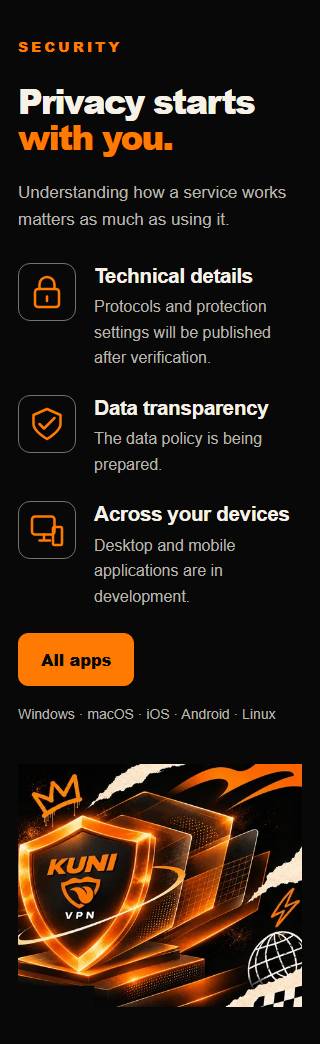 SECURITY
Privacy starts
with you.
Understanding how a service works
matters as much as using it.
Technical details
Protocols and protection
settings will be published
after verification.
Data transparency
The data policy is being
prepared.
Across your devices
Desktop and mobile
applications are in
development.
All apps
Windows · macOS · iOS · Android · Linux
KUNI
VPN